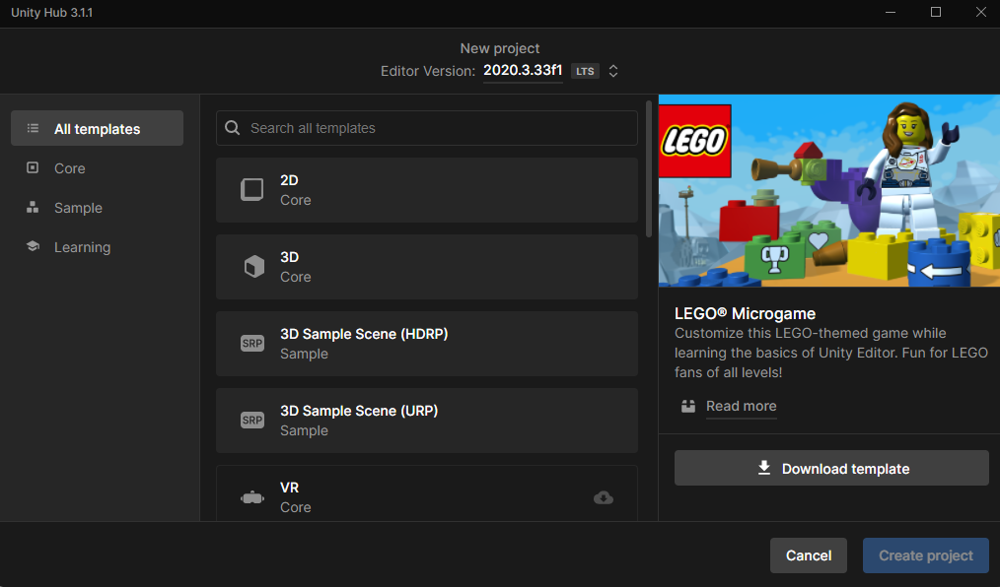 Unity Hub 3.1.1
New project
Editor Version: 2020.3.33f1 LTS
All templates
Core
Sample
Learning
Search all templates
2D
Core
3D
Core
SRP
3D Sample Scene (HDRP)
Sample
SRP
3D Sample Scene (URP)
Sample
VR
Core
LEGO
LEGO® Microgame
Customize this LEGO-themed game while
learning the basics of Unity Editor. Fun for LEGO
fans of all levels!
Read more
Download template
Cancel
Create project